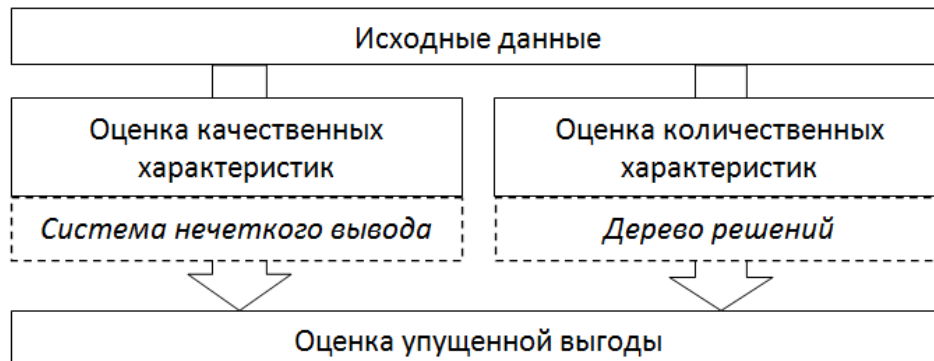 Исходные данные
Оценка качественных
характеристик
Система нечеткого вывода
Оценка количественных
характеристик
Дерево решений
Оценка упущенной выгоды